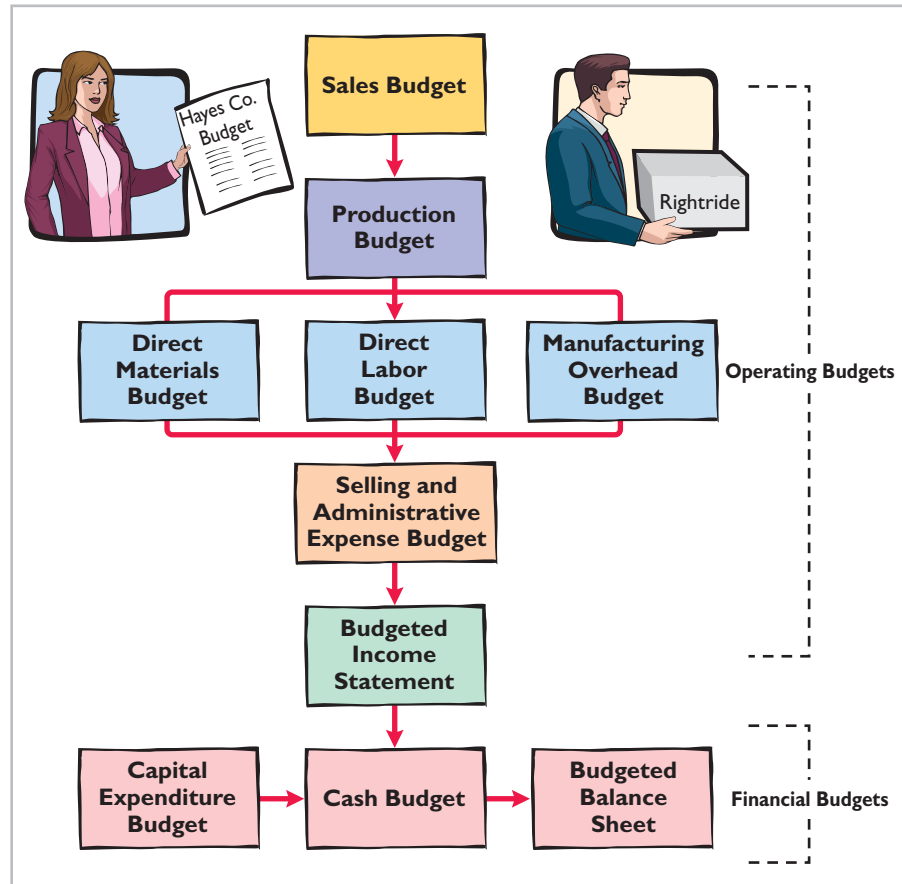 Sales Budget
Hayes Co.
Budget
Rightride
Production
Budget
Direct
Materials
Budget
Direct
Labor
Budget
Manufacturing
Overhead
Budget
Operating Budgets
Selling and
Administrative
Expense Budget
Budgeted
Income
Statement
Capital
Expenditure
Budget
Cash Budget
Budgeted
Balance
Sheet
Financial Budgets